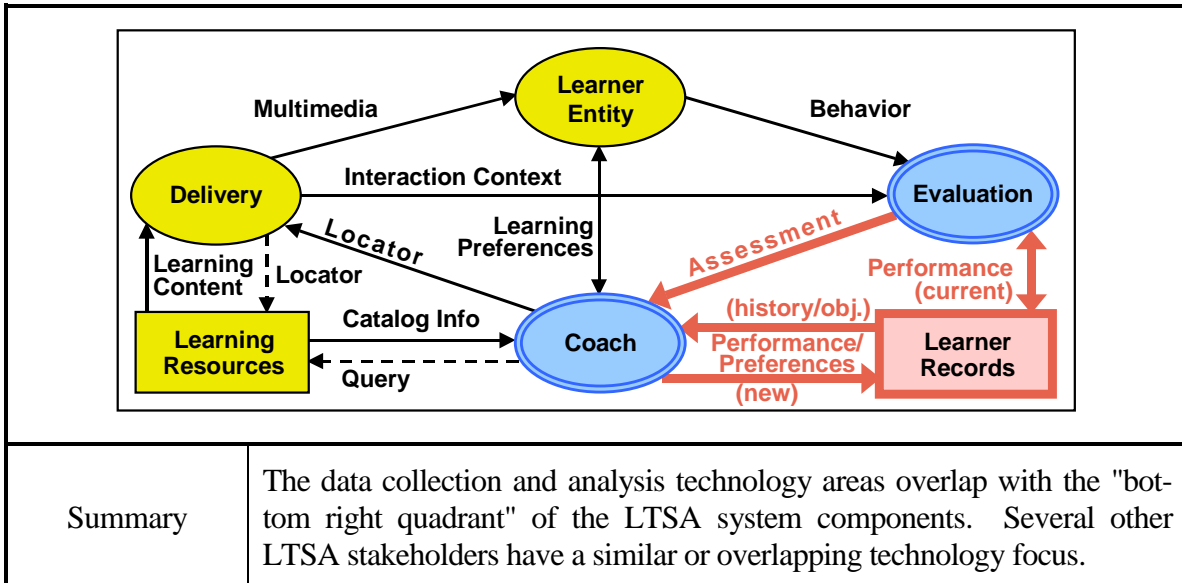 Learner
Entity
Multimedia
Behavior
Delivery
Interaction Context
Evaluation
Learning
Preferences
Locator
Assessment
Learning
Content
Locator
Performance
(current)
(history/obj.)
Catalog Info
Learning
Resources
Coach
Performance/
Preferences
Learner
Records
Query
(new)
Summary
The data collection and analysis technology areas overlap with the "bot-
tom right quadrant" of the LTSA system components. Several other
LTSA stakeholders have a similar or overlapping technology focus.